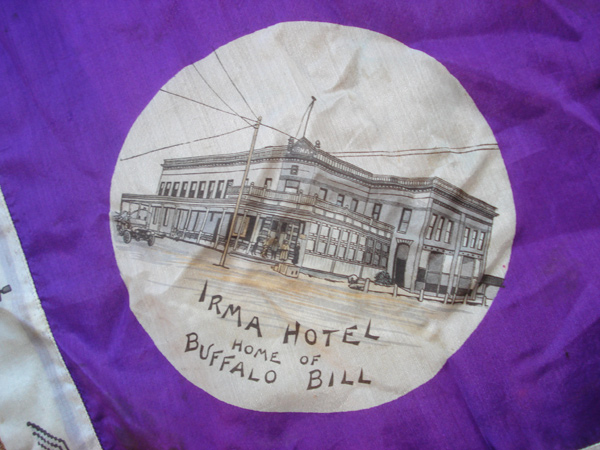 IRMA HOTEL
HOME OF
BUFFALO BILL